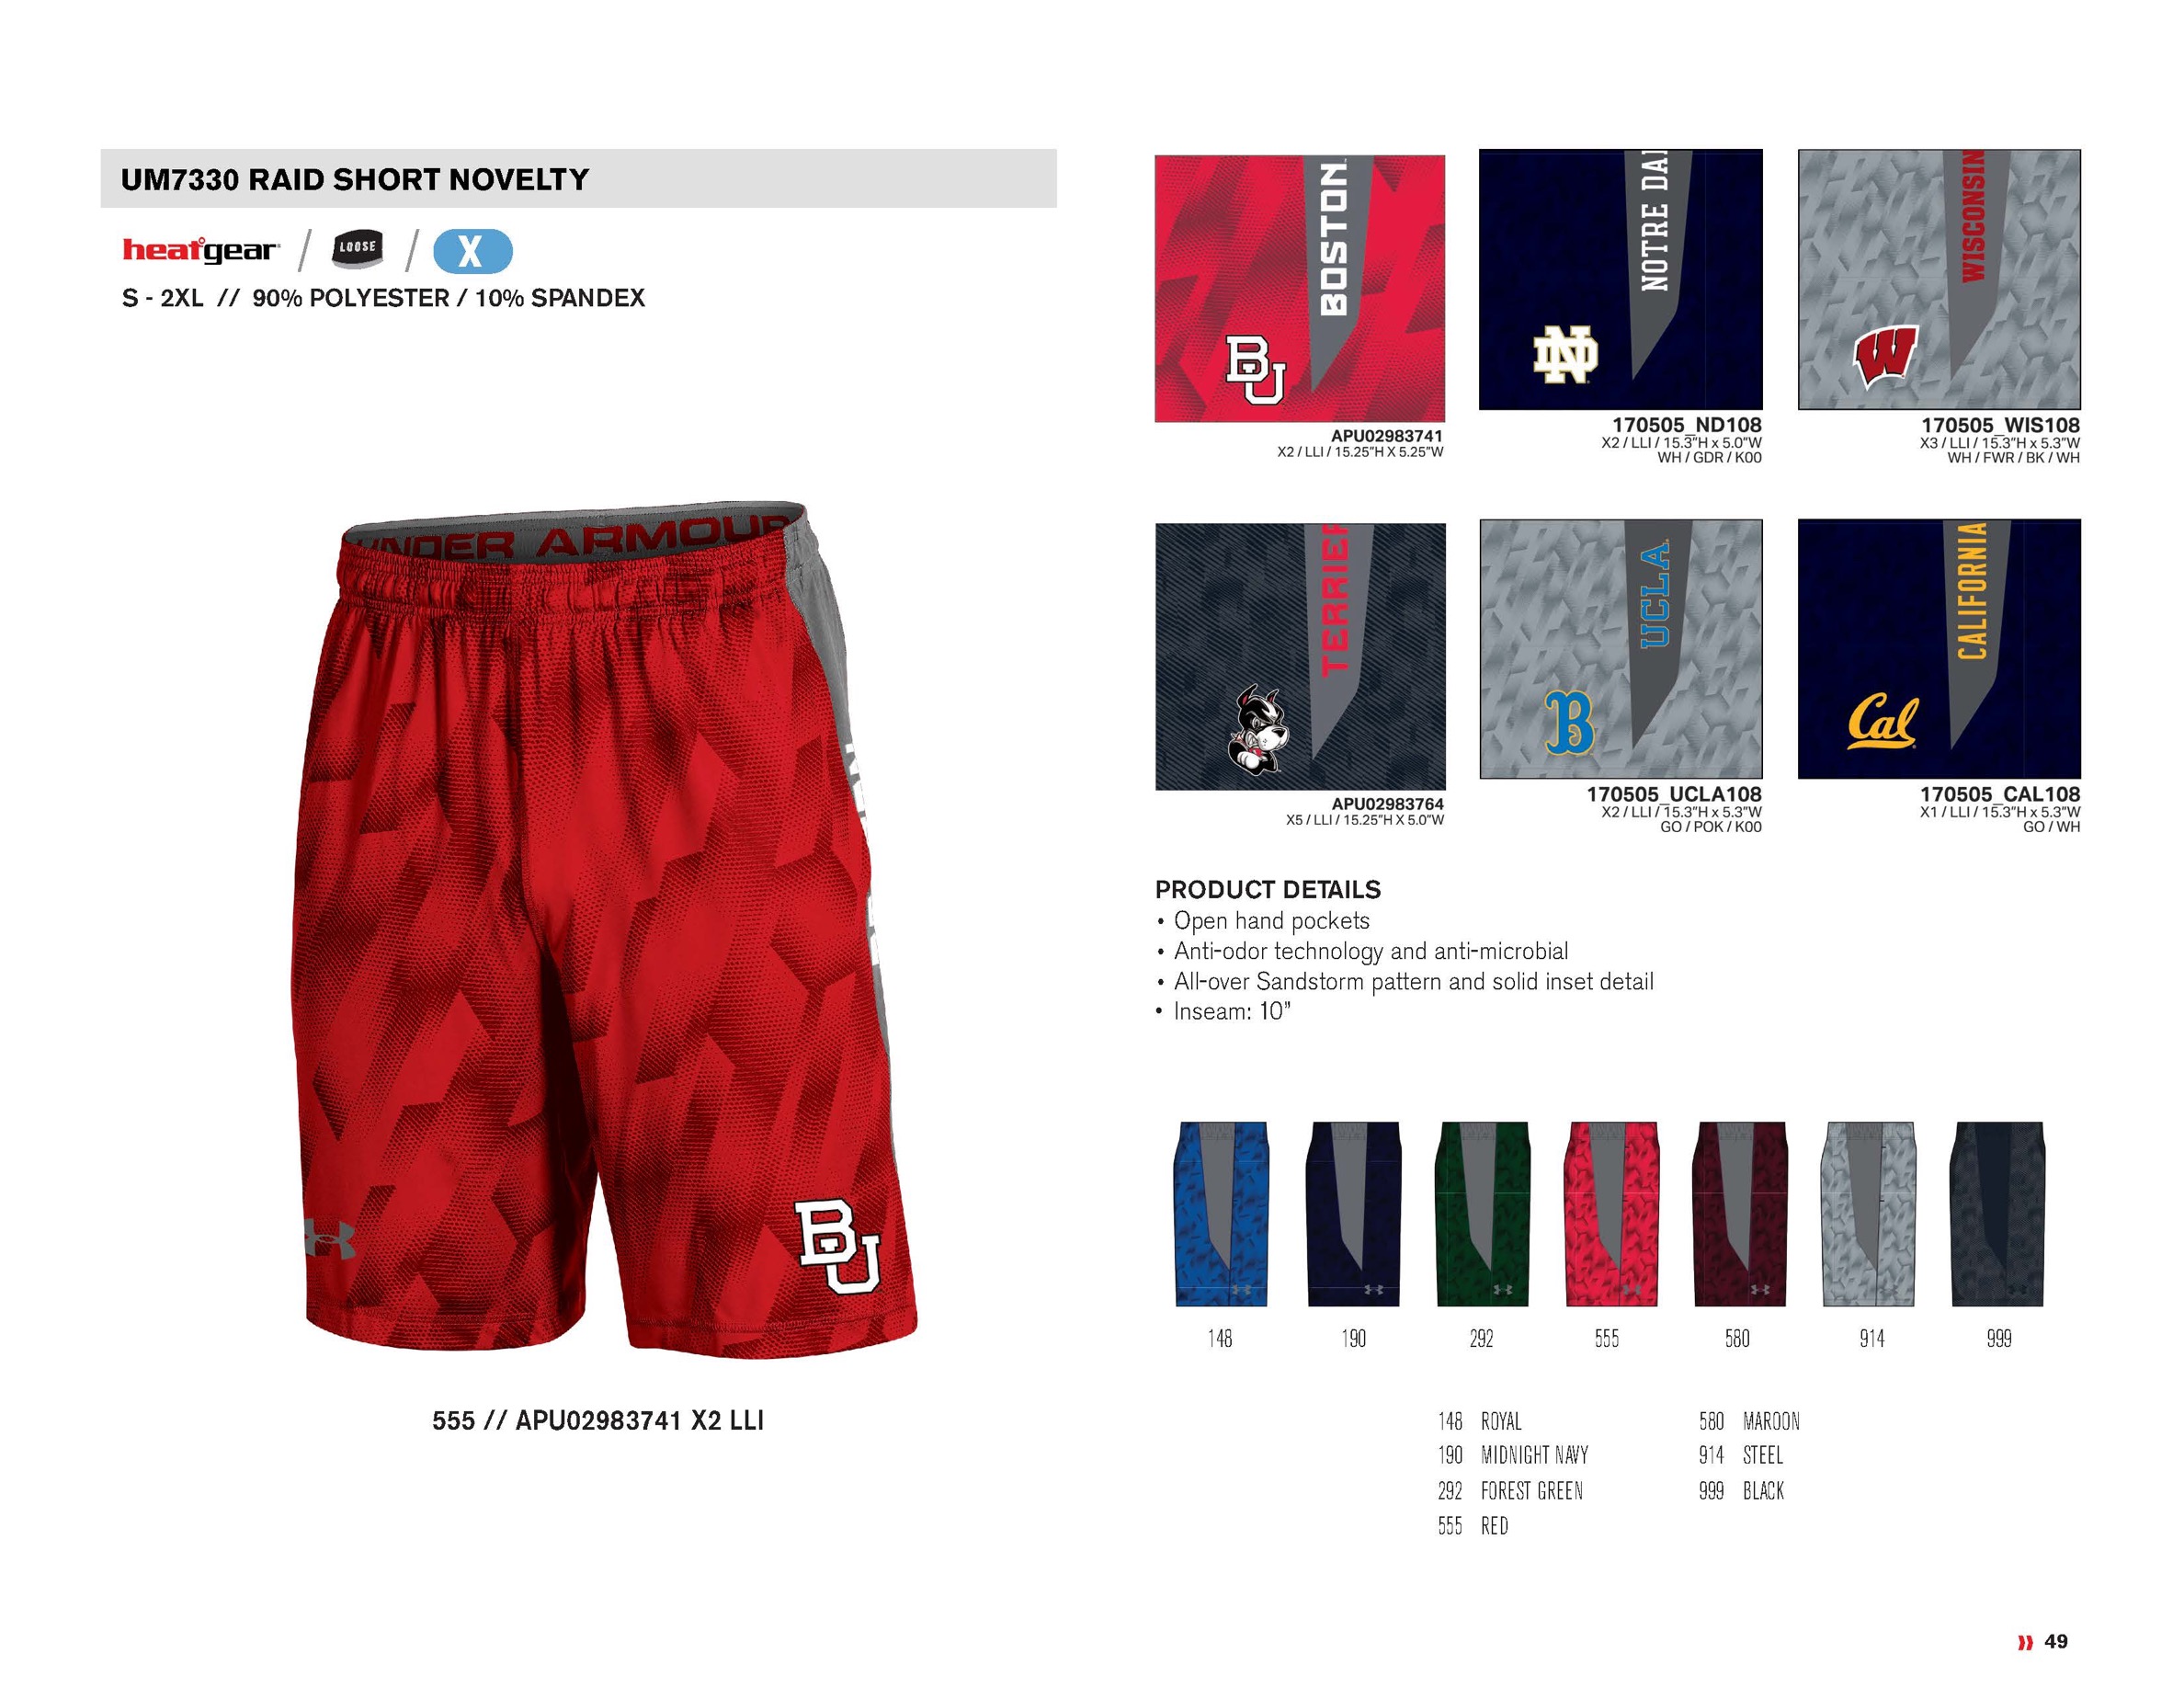 UM7330 RAID SHORT NOVELTY
heatgear / LOOSE / X
S - 2XL // 90% POLYESTER / 10% SPANDEX
UNDER ARMOUR
BU
555 // APU02983741 X2 LLI
BOSTON
BU
APU02983741
X2 / LLI / 15.25"H X 5.25"W
NOTRE DA
ND
170505_ND108
X2 / LLI / 15.3"H x 5.0"W
WH / GDR / K00
WISCONSIN
W
170505_WIS108
X3 / LLI / 15.3"H x 5.3"W
WH / FWR / BK / WH
TERRIER
APU02983764
X5 / LLI / 15.25"H X 5.0"W
UCLA
B
170505_UCLA108
X2 / LLI / 15.3"H x 5.3"W
GO / POK / K00
CALIFORNIA
Cal
170505_CAL108
X1 / LLI / 15.3"H x 5.3"W
GO / WH
PRODUCT DETAILS
• Open hand pockets
• Anti-odor technology and anti-microbial
• All-over Sandstorm pattern and solid inset detail
• Inseam: 10”
148 190 292 555 580 914 999
148 ROYAL
190 MIDNIGHT NAVY
292 FOREST GREEN
555 RED
580 MAROON
914 STEEL
999 BLACK
49